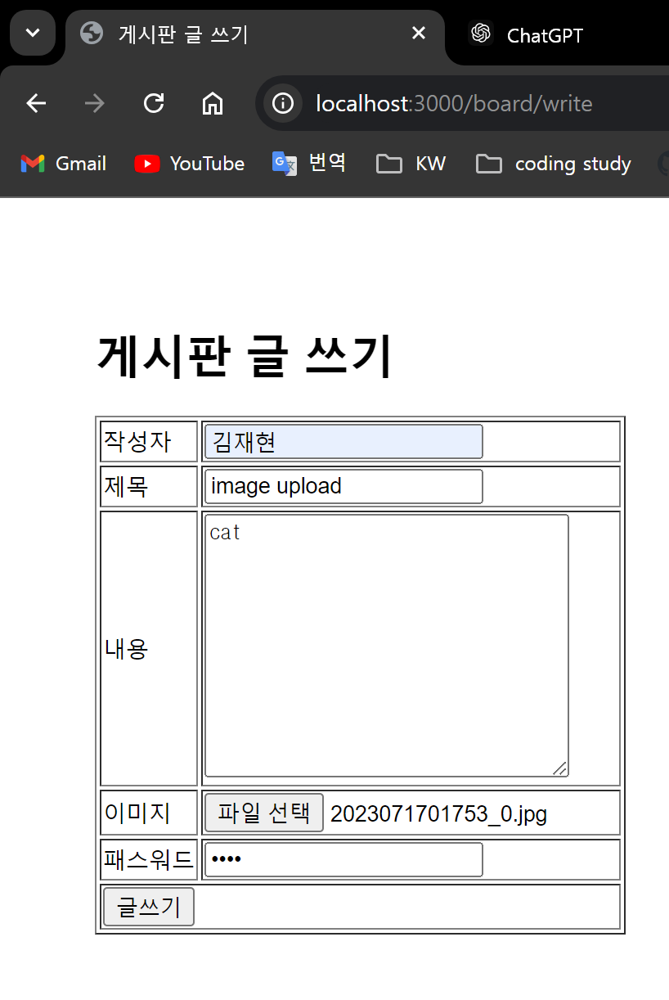 게시판 글 쓰기
ChatGPT
localhost:3000/board/write
Gmail YouTube 번역 KW coding study
게시판 글 쓰기
작성자 김재현
제목 image upload
내용 cat
이미지 파일 선택 2023071701753_0.jpg
패스워드 ••••
글쓰기